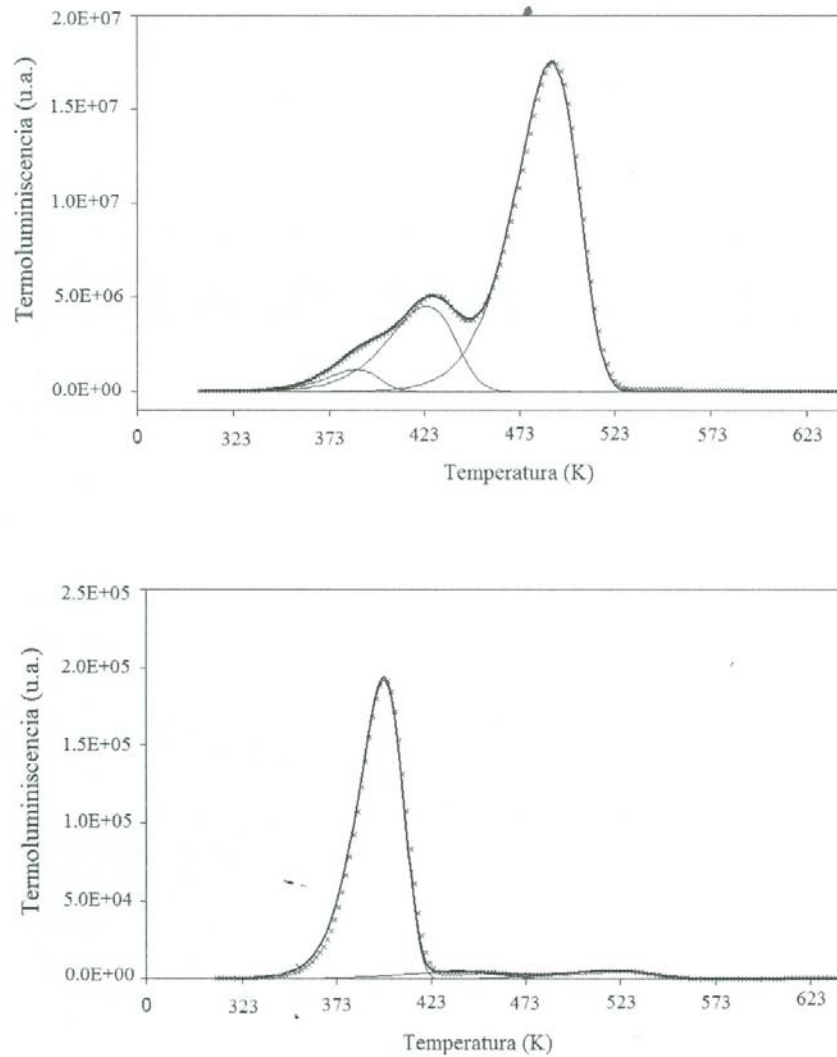 2.0E+07
1.5E+07
1.0E+07
5.0E+06
0.0E+00
Termoluminiscencia (u.a.)
0 323 373 423 473 523 573 623
Temperatura (K)
2.5E+05
2.0E+05
1.5E+05
1.0E+05
5.0E+04
0.0E+00
Termoluminiscencia (u.a.)
0 323 373 423 473 523 573 623
Temperatura (K)